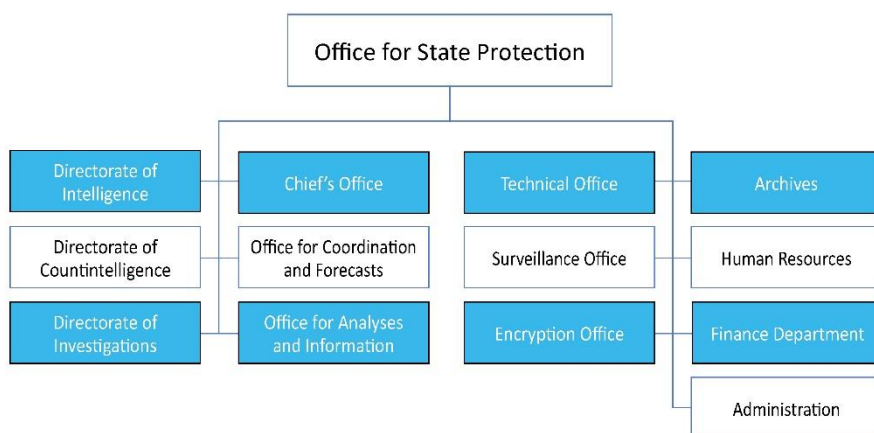 Office for State Protection
Directorate of
Intelligence
Chief's Office
Technical Office
Archives
Directorate of
Countintelligence
Office for Coordination
and Forecasts
Surveillance Office
Human Resources
Directorate of
Investigations
Office for Analyses
and Information
Encryption Office
Finance Department
Administration